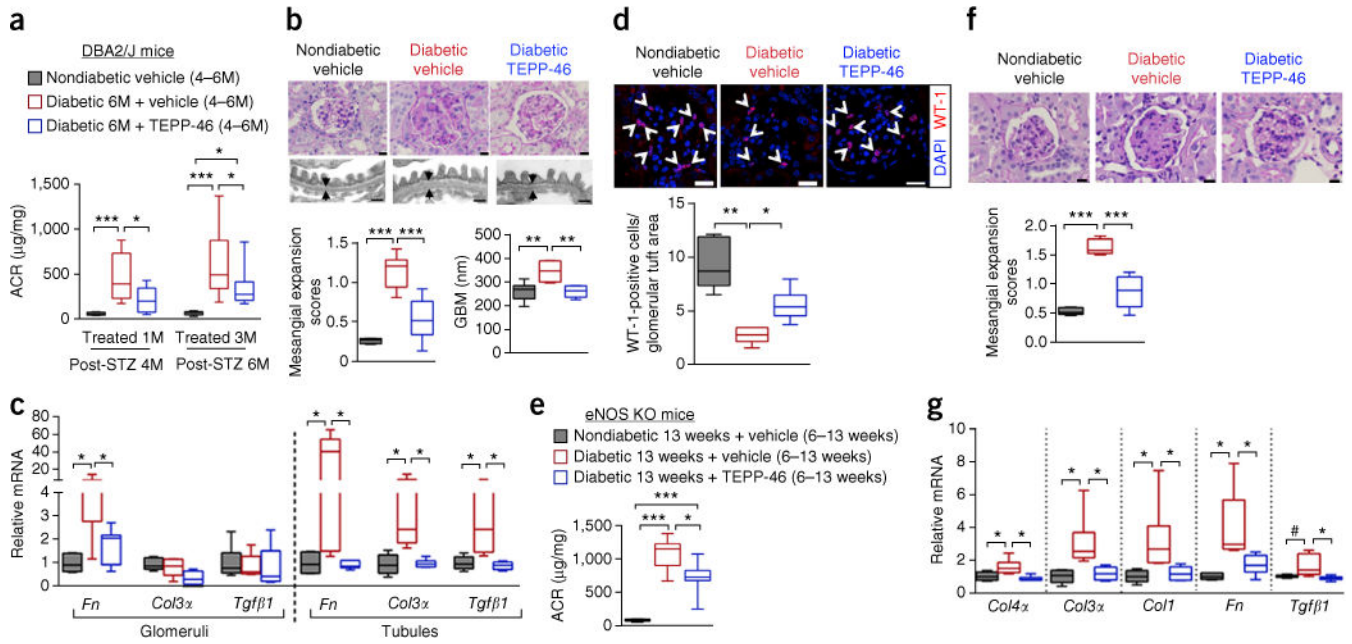 a
DBA2/J mice
Nondiabetic vehicle (4–6M)
Diabetic 6M + vehicle (4–6M)
Diabetic 6M + TEPP-46 (4–6M)
ACR (µg/mg)
1,500
1,000
500
0
*** *
* *** *
Treated 1M Treated 3M
Post-STZ 4M Post-STZ 6M
b
Nondiabetic vehicle
Diabetic vehicle
Diabetic TEPP-46
Mesangial expansion scores
1.5
1.0
0.5
0
*** ***
GBM (nm)
500
400
300
200
100
0
** **
c
Relative mRNA
80
60
40
20
4
2
1
0
* * * * * * * *
Fn Col3α Tgfβ1 Fn Col3α Tgfβ1
Glomeruli Tubules
d
Nondiabetic vehicle
Diabetic vehicle
Diabetic TEPP-46
DAPI WT-1
WT-1-positive cells/ glomerular tuft area
15
10
5
0
** *
e
eNOS KO mice
Nondiabetic 13 weeks + vehicle (6–13 weeks)
Diabetic 13 weeks + vehicle (6–13 weeks)
Diabetic 13 weeks + TEPP-46 (6–13 weeks)
ACR (µg/mg)
1,500
1,000
500
0
***
*** *
f
Nondiabetic vehicle
Diabetic vehicle
Diabetic TEPP-46
Mesangial expansion scores
2.0
1.5
1.0
0.5
0
*** ***
g
Relative mRNA
10
8
6
4
2
0
* * * * * * * * # *
Col4α Col3α Col1 Fn Tgfβ1